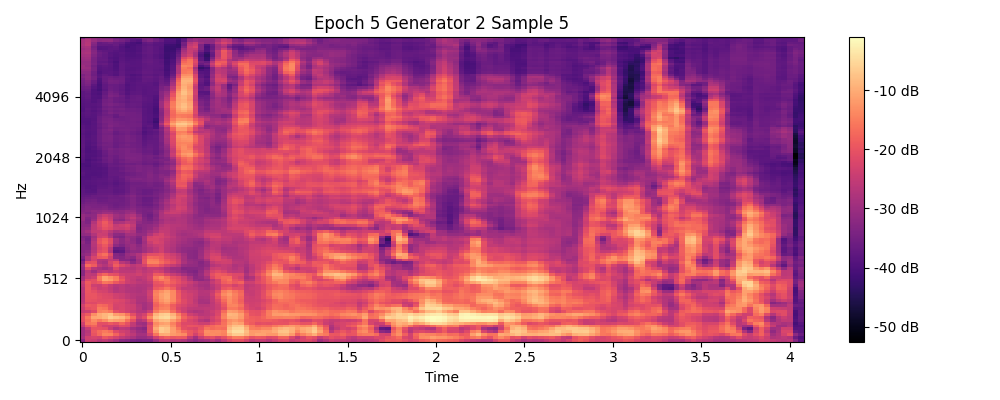 Epoch 5 Generator 2 Sample 5
Hz
4096
2048
1024
512
0
0 0.5 1 1.5 2 2.5 3 3.5 4
Time
-10 dB
-20 dB
-30 dB
-40 dB
-50 dB